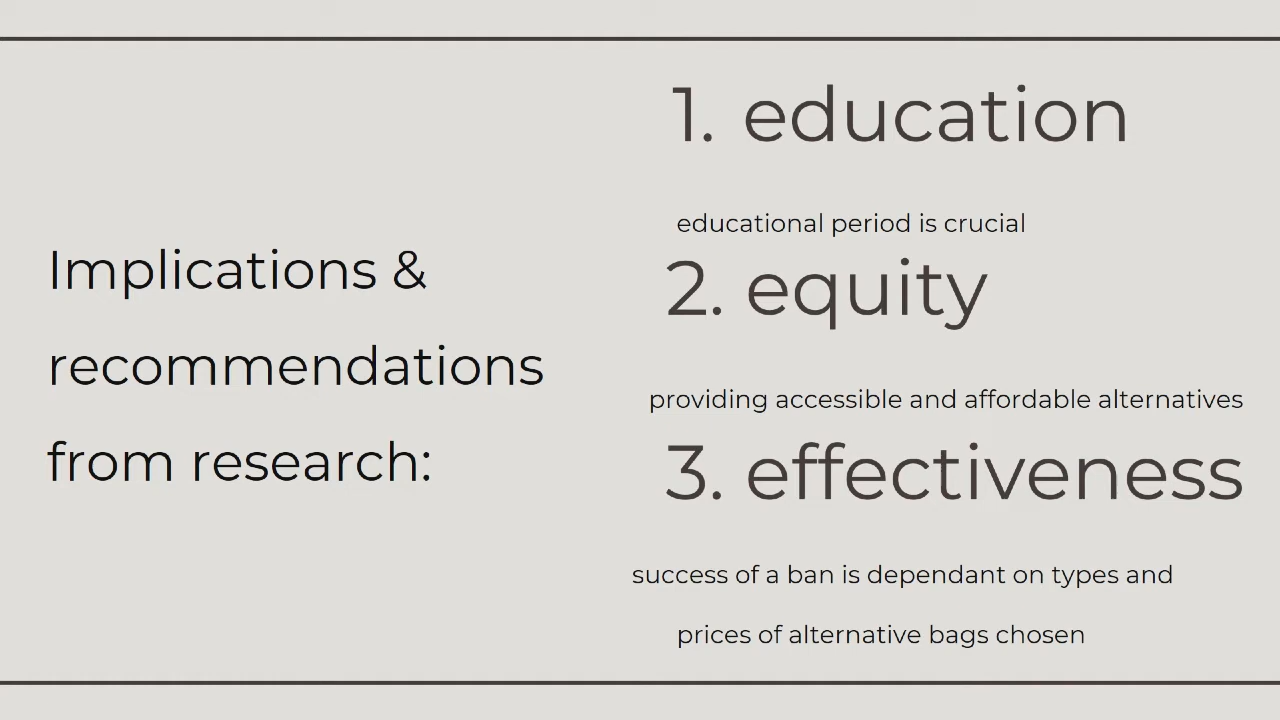 Implications &
recommendations
from research:
1. education
educational period is crucial
2. equity
providing accessible and affordable alternatives
3. effectiveness
success of a ban is dependant on types and
prices of alternative bags chosen